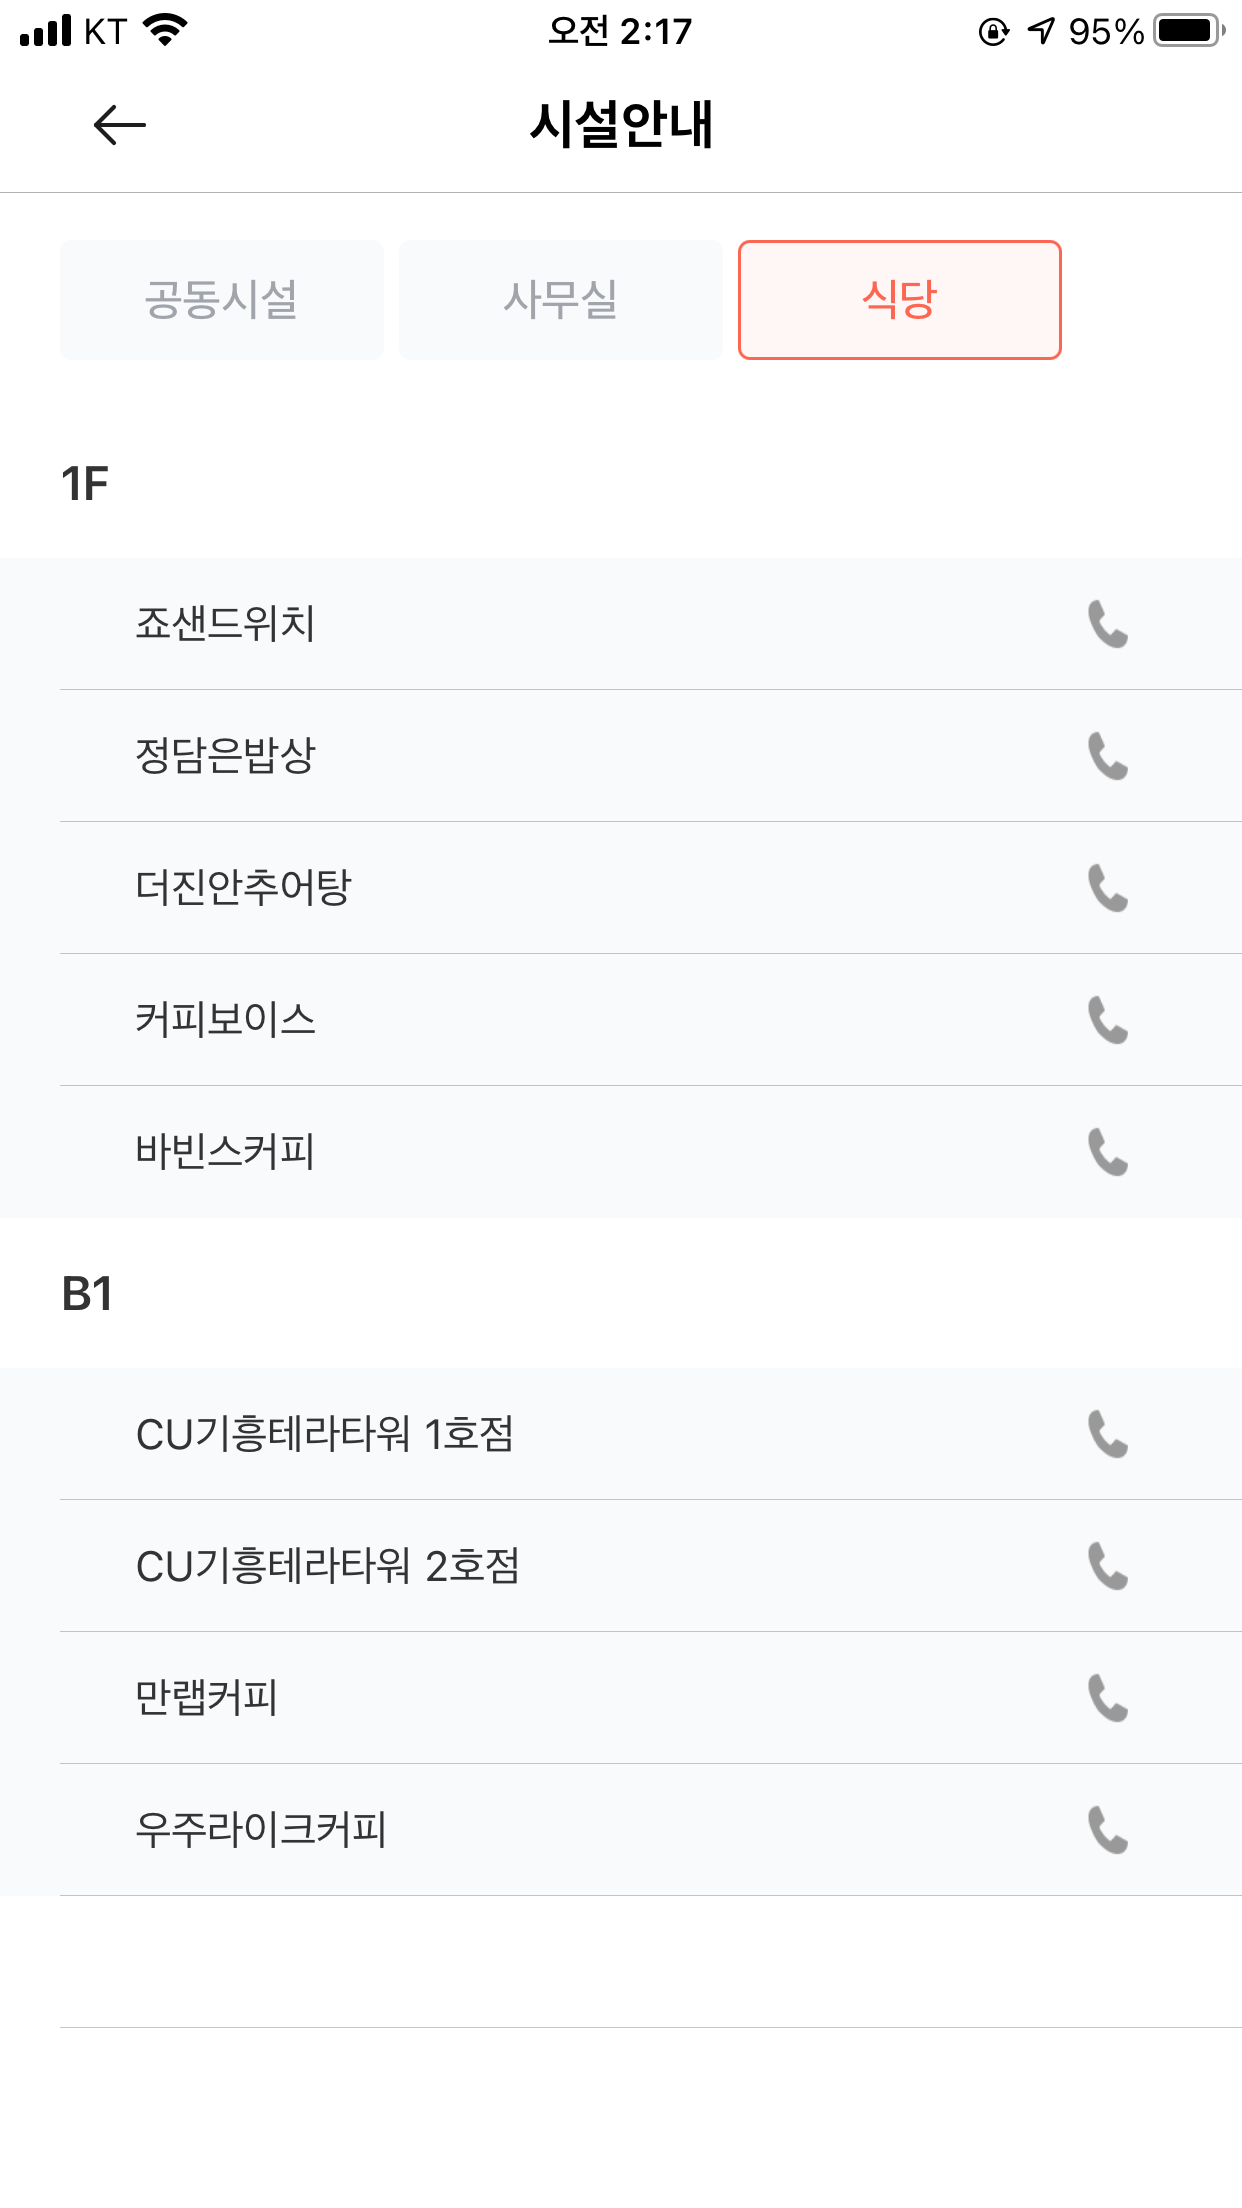 KT 오전 2:17 95%
시설안내
공동시설 사무실 식당
1F
죠샌드위치
정담은밥상
더진안추어탕
커피보이스
바빈스커피
B1
CU기흥테라타워 1호점
CU기흥테라타워 2호점
만랩커피
우주라이크커피